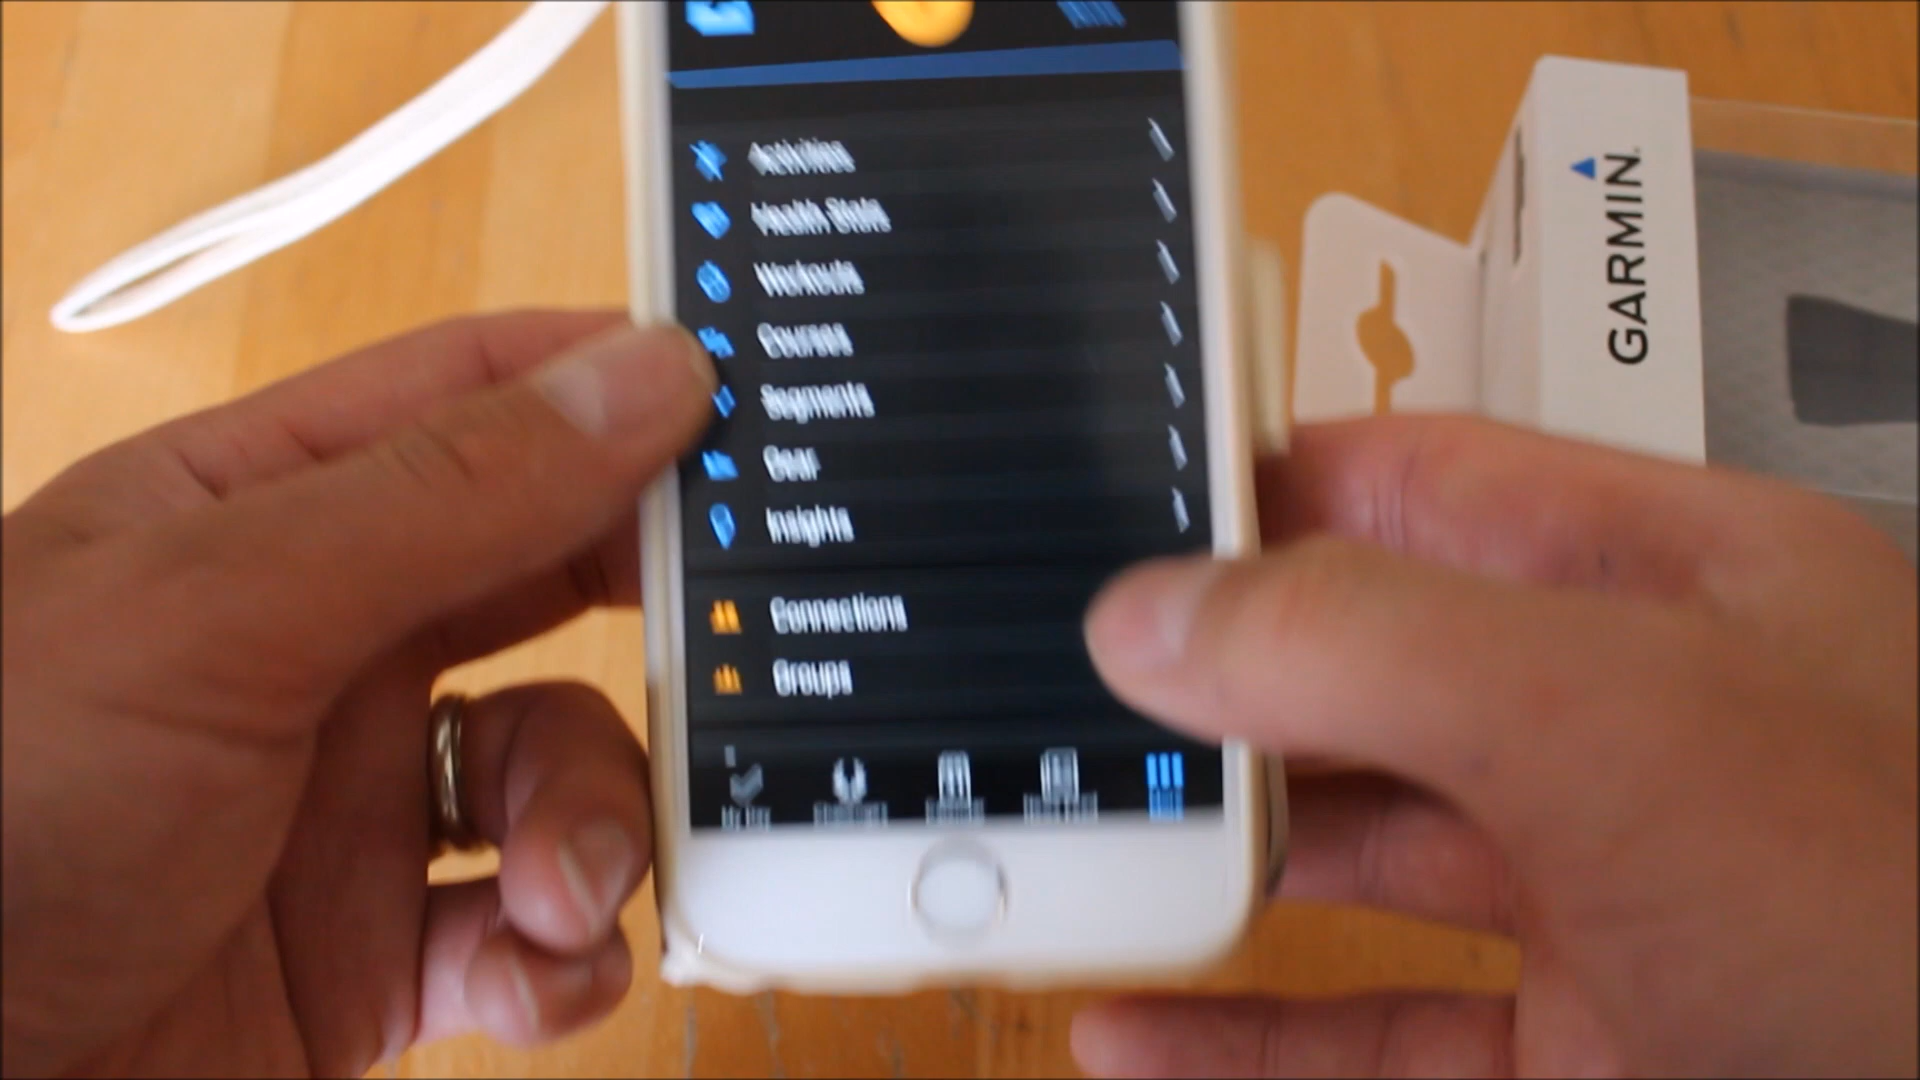 Activities
Health Stats
Workouts
Courses
Segments
Gear
Insights
Connections
Groups
GARMIN